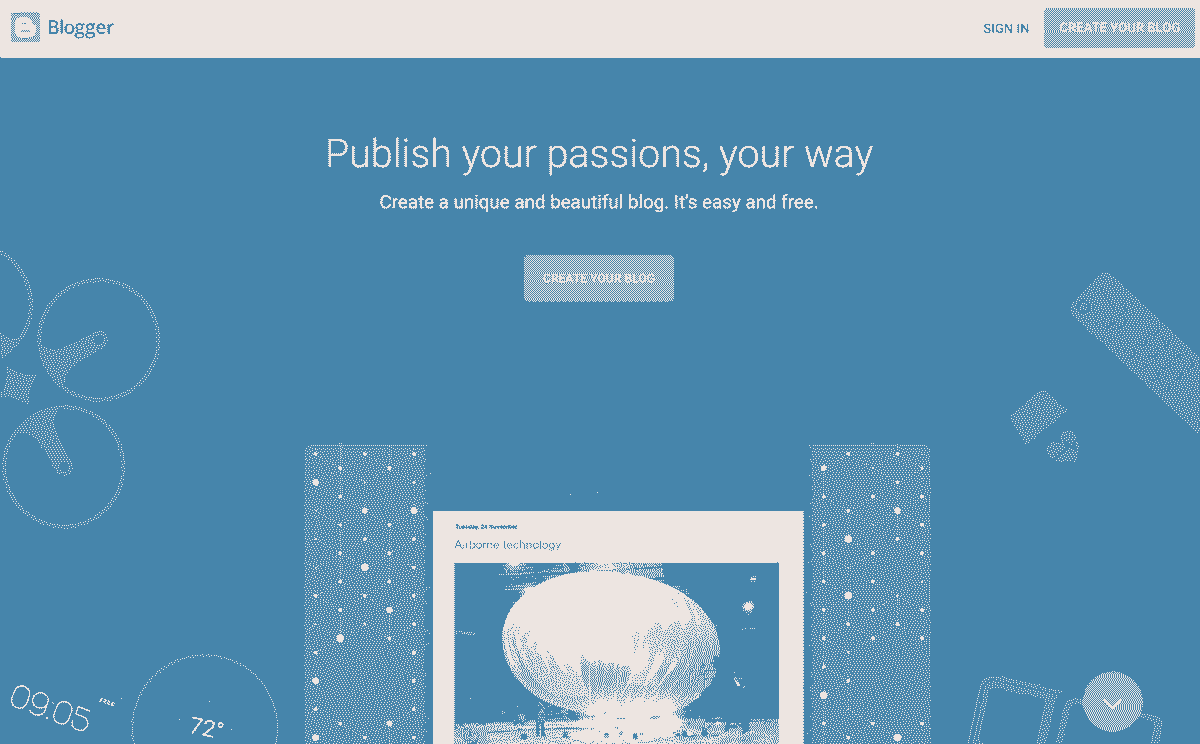 Blogger
SIGN IN
CREATE YOUR BLOG
Publish your passions, your way
Create a unique and beautiful blog. It's easy and free.
CREATE YOUR BLOG
Tuesday, 24 November
Airborne technology
09:05
72°